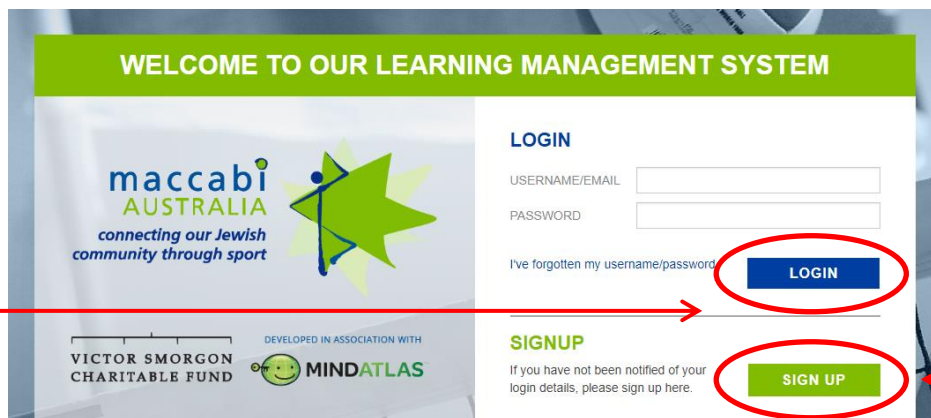 WELCOME TO OUR LEARNING MANAGEMENT SYSTEM
maccabi
AUSTRALIA
connecting our Jewish
community through sport
VICTOR SMORGON
CHARITABLE FUND
DEVELOPED IN ASSOCIATION WITH
MINDATLAS
LOGIN
USERNAME/EMAIL
PASSWORD
I've forgotten my username/password
LOGIN
SIGNUP
If you have not been notified of your
login details, please sign up here.
SIGN UP